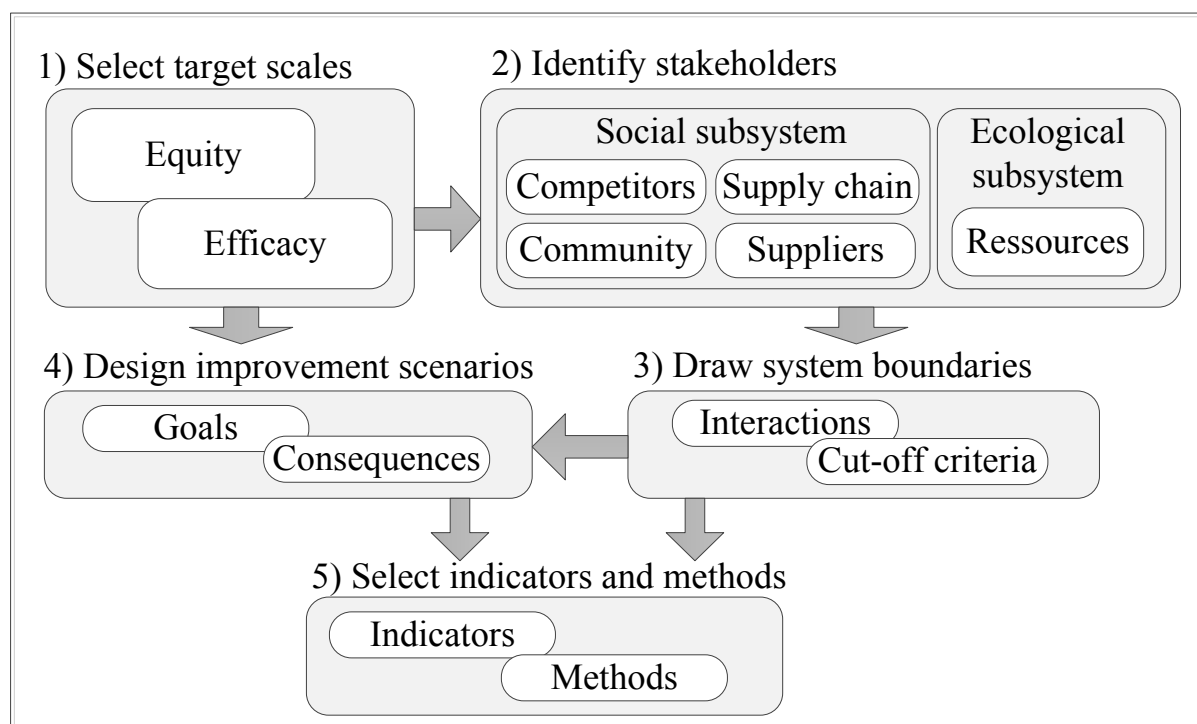 1) Select target scales
Equity
Efficacy
2) Identify stakeholders
Social subsystem
Competitors
Supply chain
Community
Suppliers
Ecological
subsystem
Ressources
3) Draw system boundaries
Interactions
Cut-off criteria
4) Design improvement scenarios
Goals
Consequences
5) Select indicators and methods
Indicators
Methods